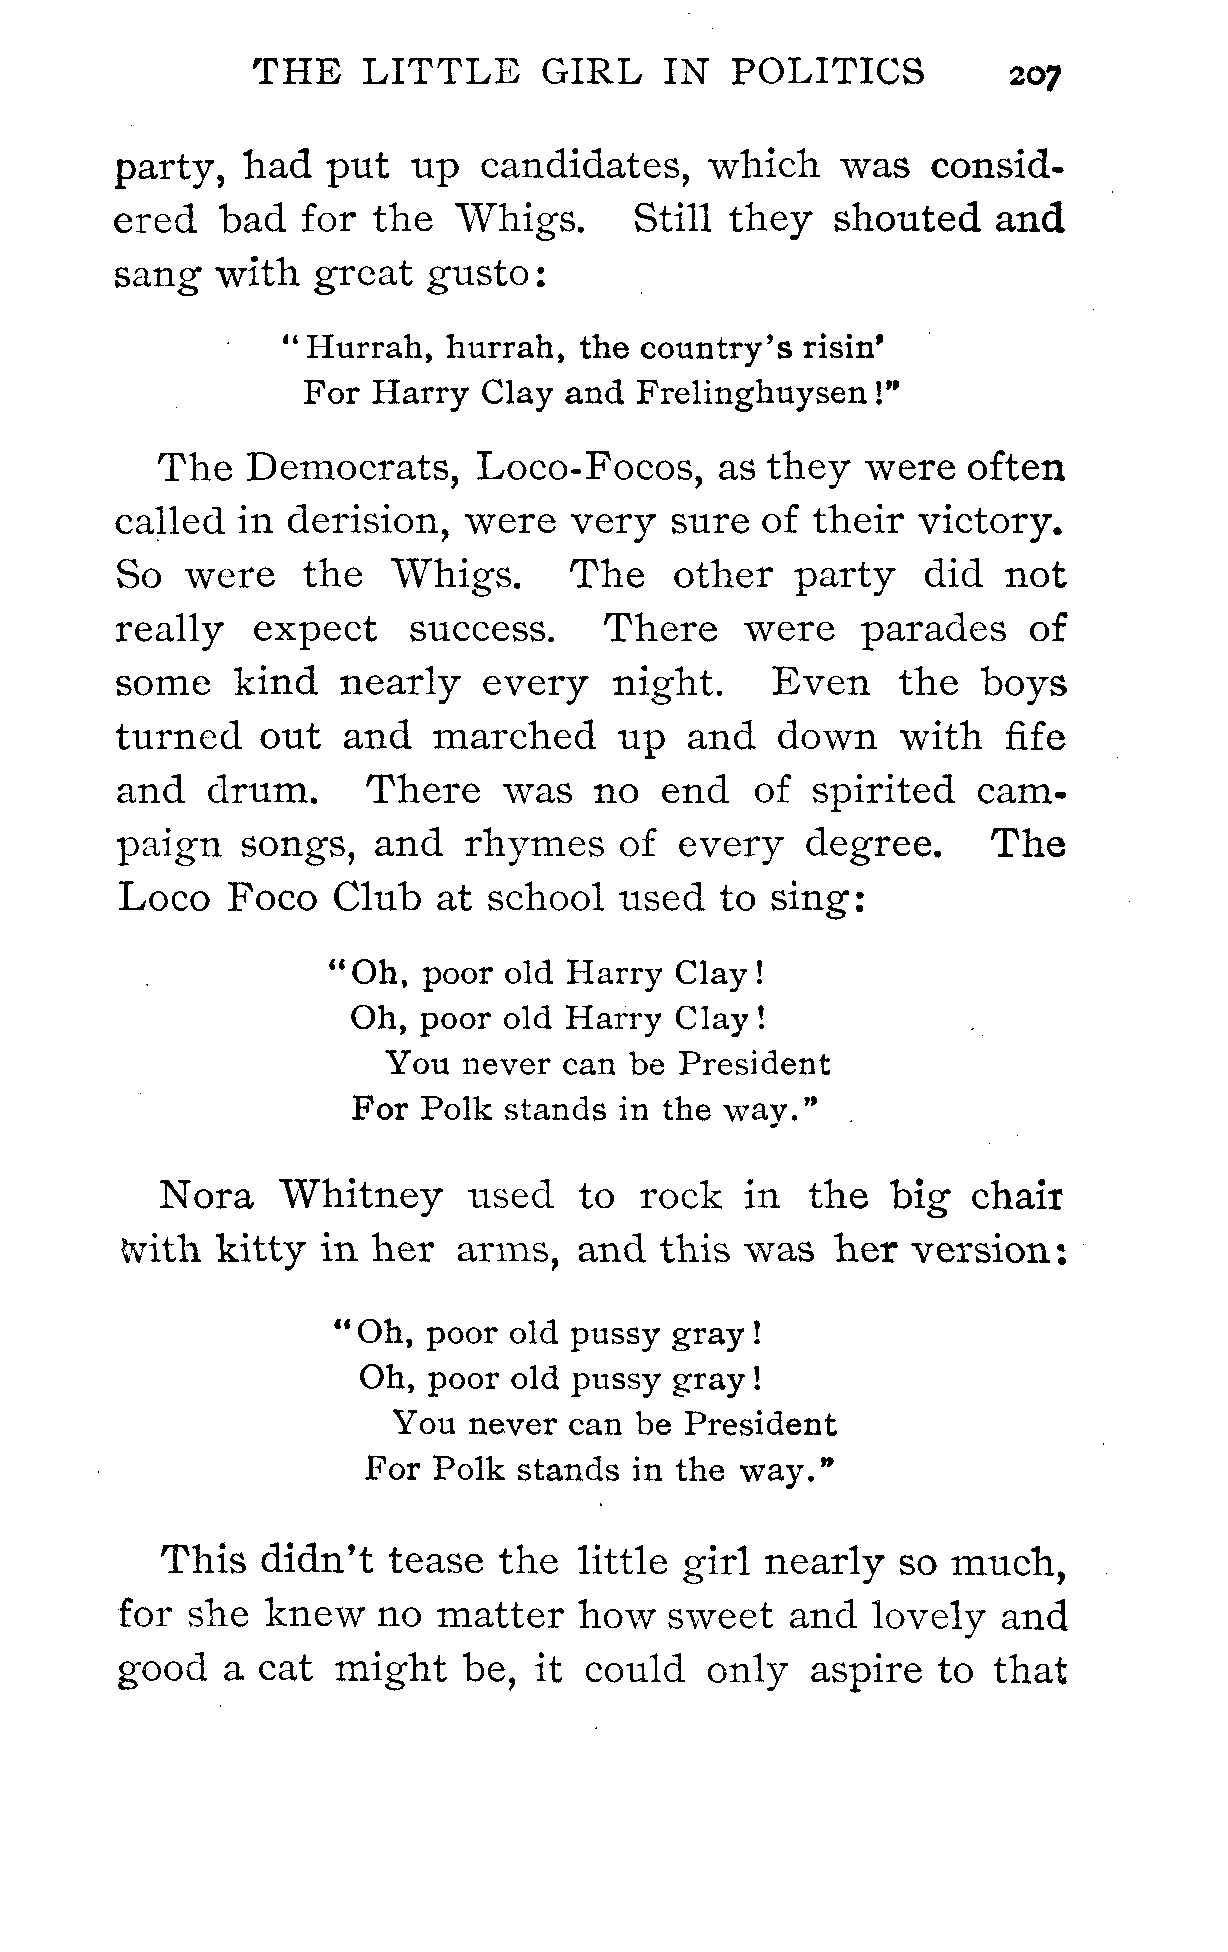 THE LITTLE GIRL IN POLITICS 207
party, had put up candidates, which was consid-
ered bad for the Whigs. Still they shouted and
sang with great gusto:
"Hurrah, hurrah, the country's risin'
For Harry Clay and Frelinghuysen!"
The Democrats, Loco-Focos, as they were often
called in derision, were very sure of their victory.
So were the Whigs. The other party did not
really expect success. There were parades of
some kind nearly every night. Even the boys
turned out and marched up and down with fife
and drum. There was no end of spirited cam-
paign songs, and rhymes of every degree. The
Loco Foco Club at school used to sing:
"Oh, poor old Harry Clay!
Oh, poor old Harry Clay!
You never can be President
For Polk stands in the way."
Nora Whitney used to rock in the big chair
with kitty in her arms, and this was her version:
"Oh, poor old pussy gray!
Oh, poor old pussy gray!
You never can be President
For Polk stands in the way."
This didn't tease the little girl nearly so much,
for she knew no matter how sweet and lovely and
good a cat might be, it could only aspire to that